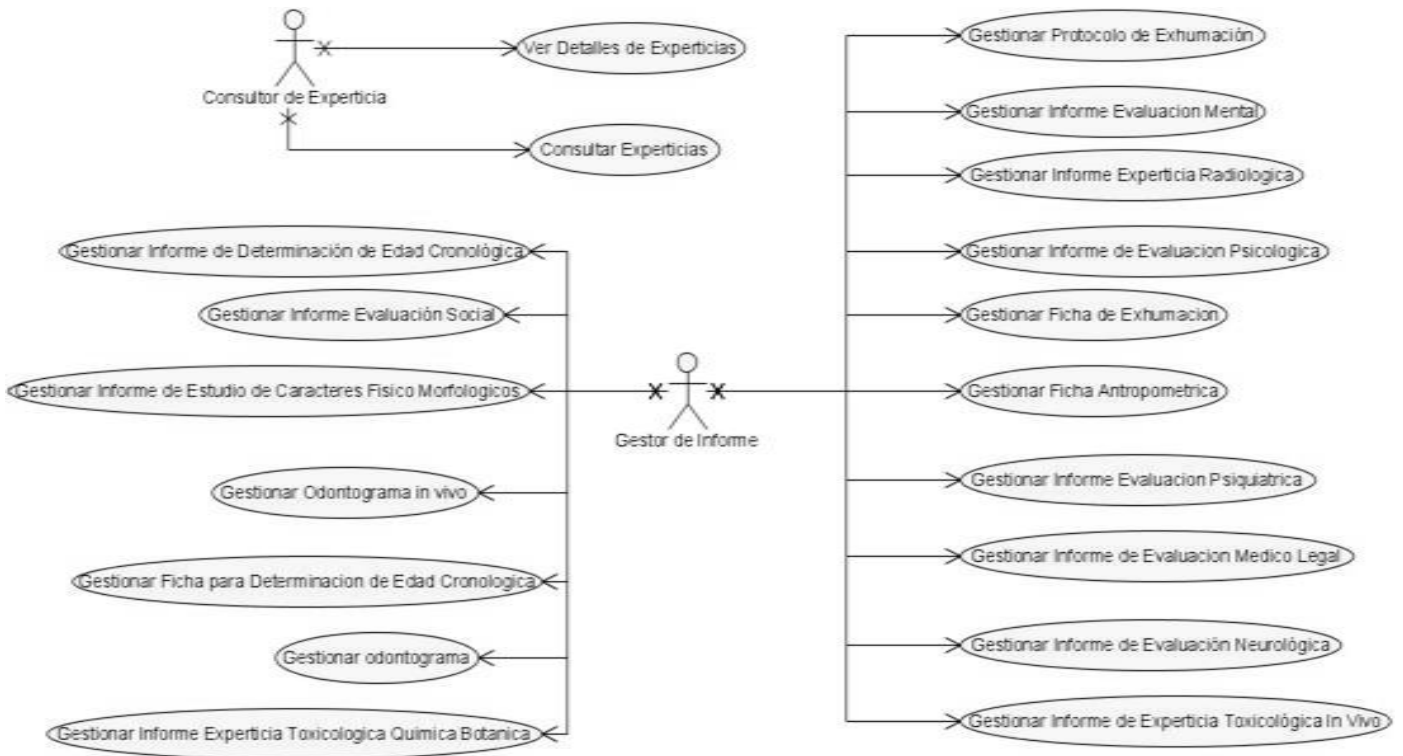 Ver Detalles de Experticias
Consultor de Experticia
Consultar Experticias
Gestionar Informe de Determinación de Edad Cronológica
Gestionar Informe Evaluación Social
Gestionar Informe de Estudio de Caracteres Fisico Morfologicos
Gestionar Odontograma in vivo
Gestionar Ficha para Determinacion de Edad Cronologica
Gestionar odontograma
Gestionar Informe Experticia Toxicologica Quimica Botanica
Gestor de Informe
Gestionar Protocolo de Exhumación
Gestionar Informe Evaluacion Mental
Gestionar Informe Experticia Radiologica
Gestionar Informe de Evaluacion Psicologica
Gestionar Ficha de Exhumacion
Gestionar Ficha Antropometrica
Gestionar Informe Evaluacion Psiquiatrica
Gestionar Informe de Evaluacion Medico Legal
Gestionar Informe de Evaluación Neurológica
Gestionar Informe de Experticia Toxicológica In Vivo